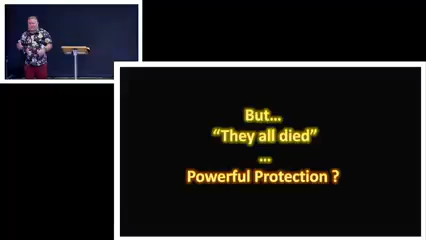 But...
“They all died”
...
Powerful Protection ?